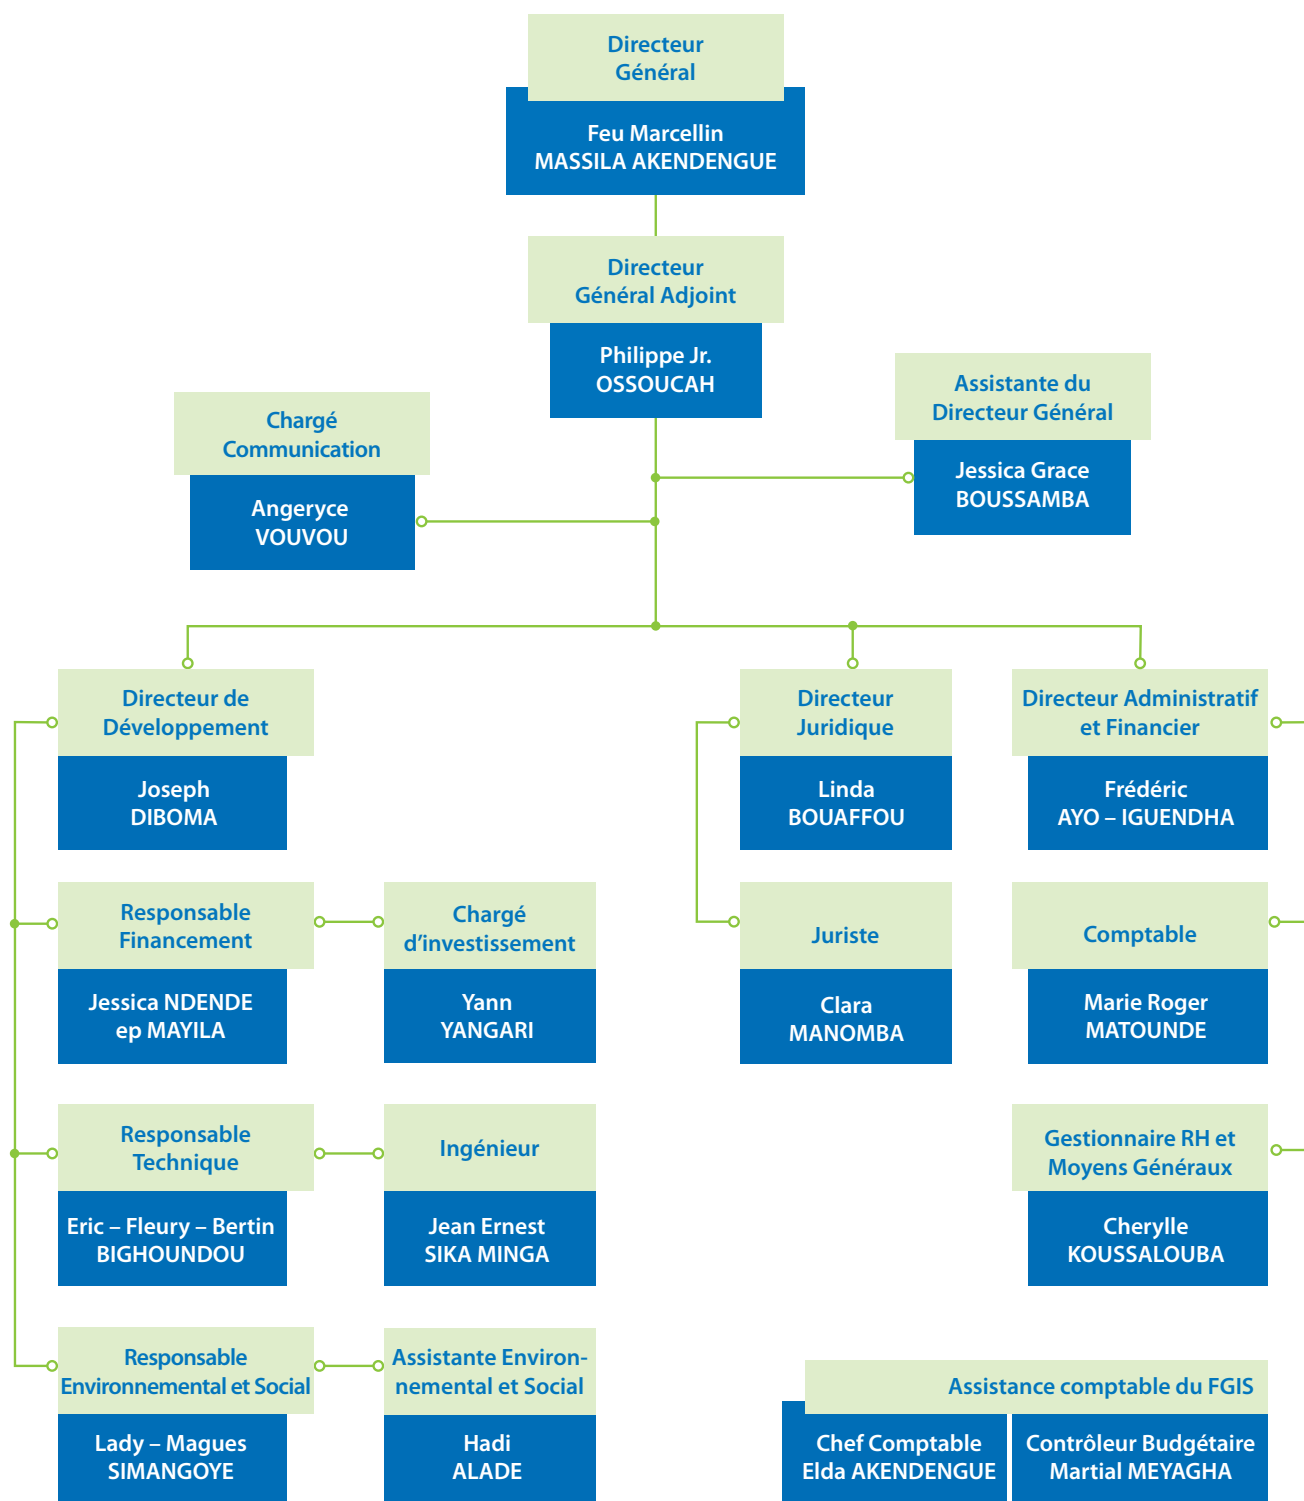 Directeur
Général
Feu Marcellin
MASSILA AKENDENGUE
Directeur
Général Adjoint
Philippe Jr.
OSSOUCAH
Assistante du
Directeur Général
Jessica Grace
BOUSSAMBA
Chargé
Communication
Angeryce
VOUVOU
Directeur de
Développement
Joseph
DIBOMA
Directeur
Juridique
Linda
BOUAFFOU
Directeur Administratif
et Financier
Frédéric
AYO – IGUENDHA
Responsable
Financement
Jessica NDENDE
ep MAYILA
Chargé
d'investissement
Yann
YANGARI
Juriste
Clara
MANOMBA
Comptable
Marie Roger
MATOUNDE
Responsable
Technique
Eric – Fleury – Bertin
BIGHOUNDOU
Ingénieur
Jean Ernest
SIKA MINGA
Gestionnaire RH et
Moyens Généraux
Cherylle
KOUSSALOUBA
Responsable
Environnemental et Social
Lady – Magues
SIMANGOYE
Assistante Environ-
nemental et Social
Hadi
ALADE
Assistance comptable du FGIS
Chef Comptable
Elda AKENDENGUE
Contrôleur Budgétaire
Martial MEYAGHA